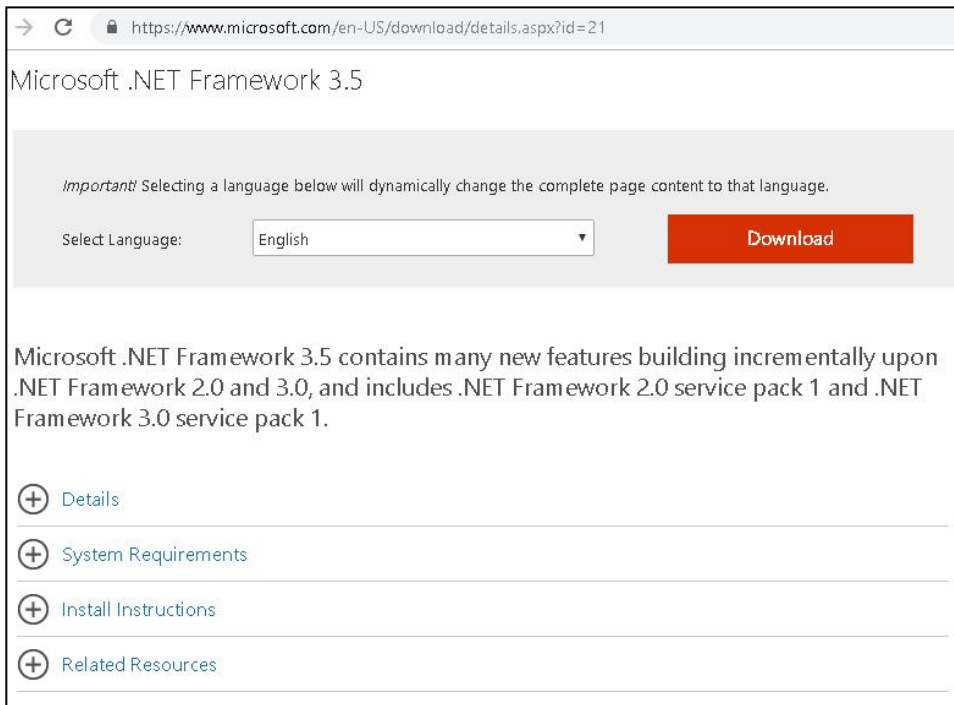 https://www.microsoft.com/en-US/download/details.aspx?id=21
Microsoft .NET Framework 3.5
Important! Selecting a language below will dynamically change the complete page content to that language.
Select Language:
English
Download
Microsoft .NET Framework 3.5 contains many new features building incrementally upon
.NET Framework 2.0 and 3.0, and includes .NET Framework 2.0 service pack 1 and .NET
Framework 3.0 service pack 1.
Details
System Requirements
Install Instructions
Related Resources